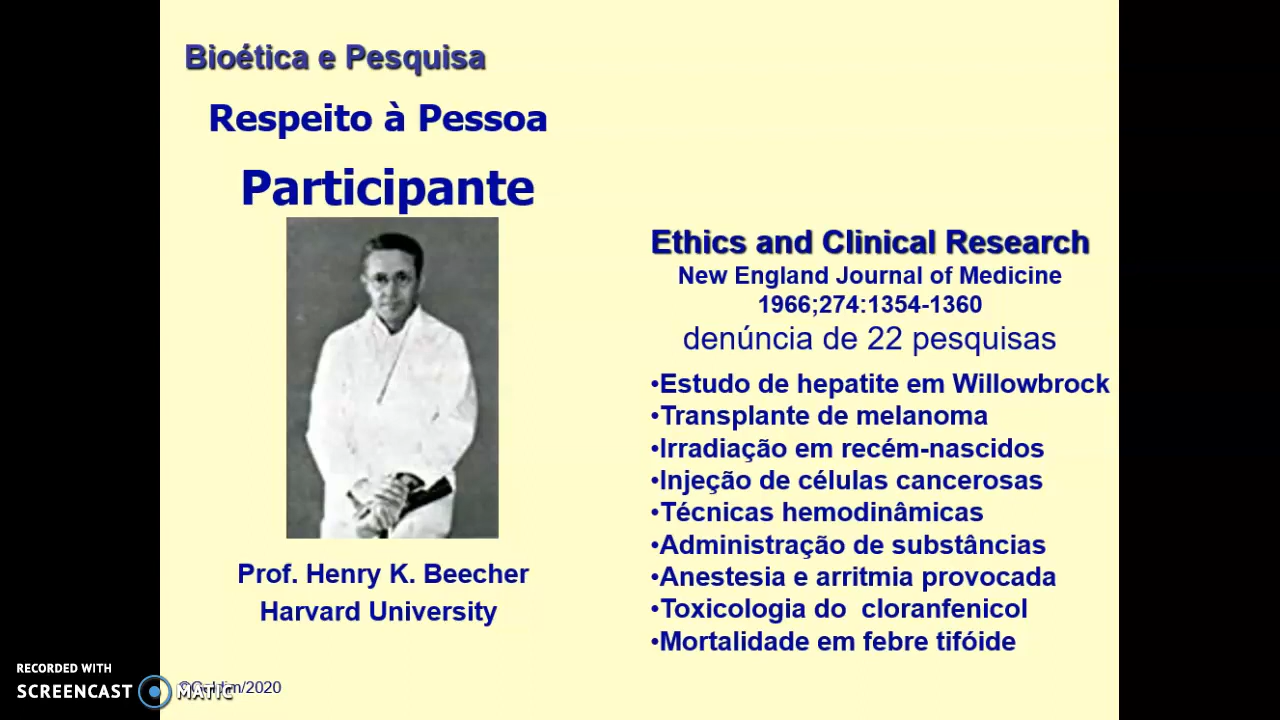 Bioética e Pesquisa
Respeito à Pessoa
Participante
Prof. Henry K. Beecher
Harvard University
Ethics and Clinical Research
New England Journal of Medicine
1966;274:1354-1360
denúncia de 22 pesquisas
•Estudo de hepatite em Willowbrock
•Transplante de melanoma
•Irradiação em recém-nascidos
•Injeção de células cancerosas
•Técnicas hemodinâmicas
•Administração de substâncias
•Anestesia e arritmia provocada
•Toxicologia do cloranfenicol
•Mortalidade em febre tifóide
RECORDED WITH
SCREENCAST MATIC
/2020